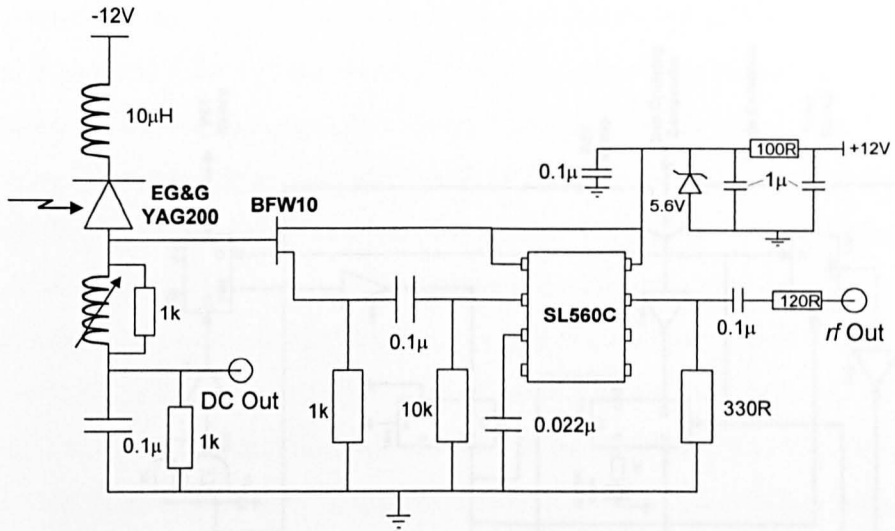 -12V
10μH
EG&G
YAG200
BFW10
0.1μ
100R
+12V
1μ
5.6V
1k
0.1μ
SL560C
0.1μ
120R
rf Out
DC Out
0.1μ
1k
1k
10k
0.022μ
330R